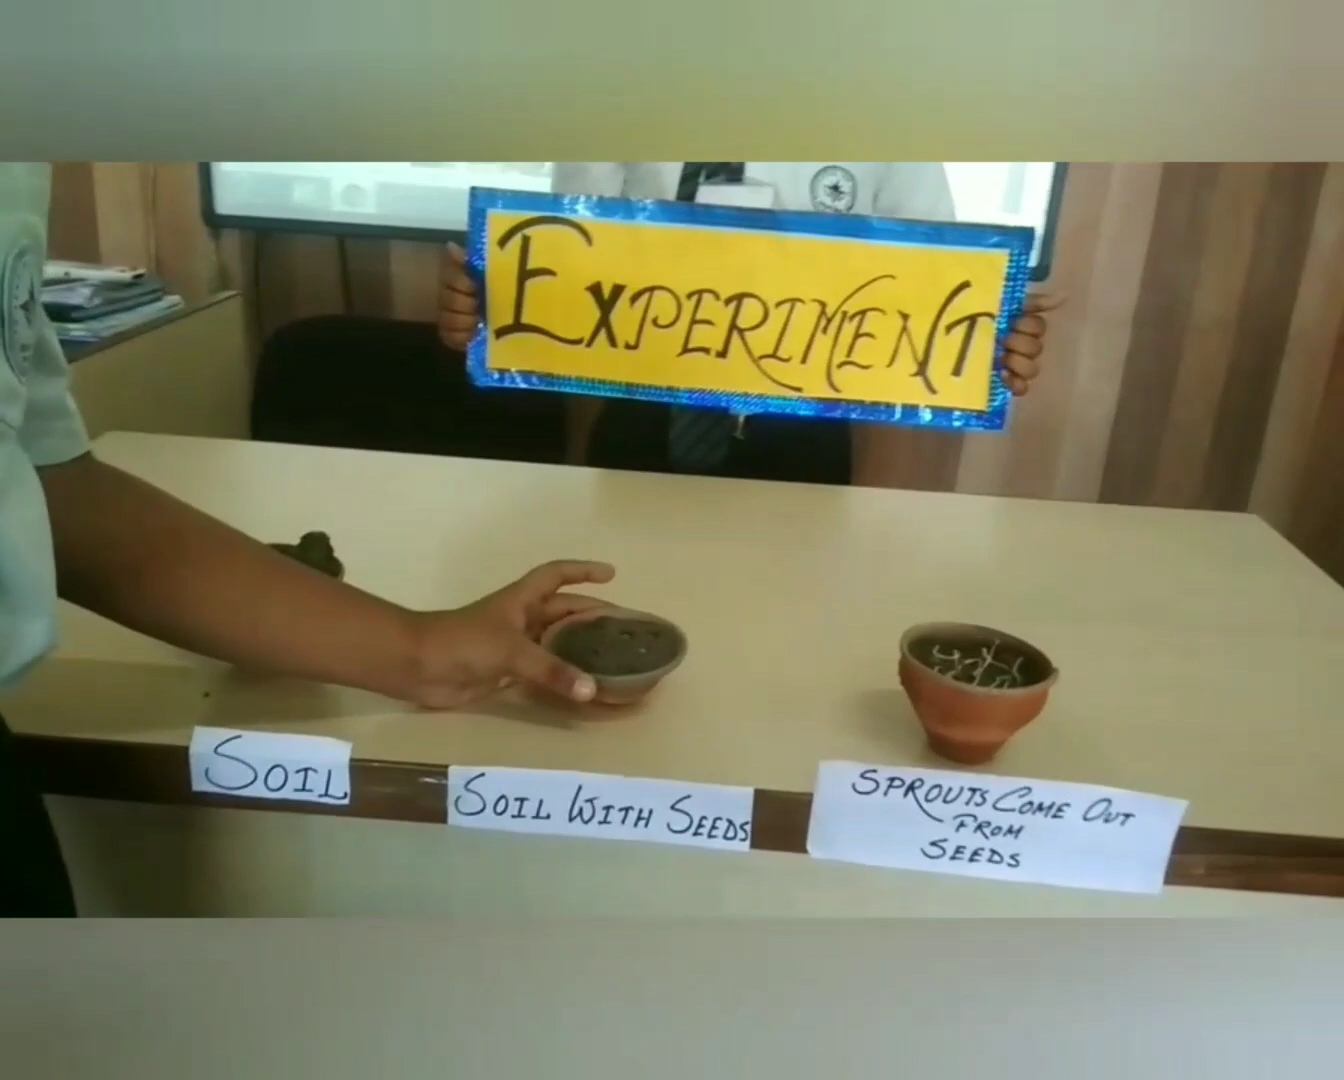 EXPERIMENT
SOIL
SOIL WITH SEEDS
SPROUTS COME OUT
FROM
SEEDS